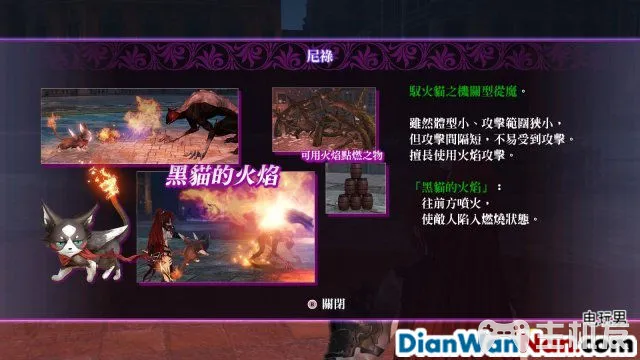 尼祿
馭火貓之機關型從魔。
雖然體型小、攻擊範圍狹小，
但攻擊間隔短，不易受到攻擊。
擅長使用火焰攻擊。
可用火焰點燃之物
黑貓的火焰
「黑貓的火焰」：
往前方噴火，
使敵人陷入燃燒狀態。
關閉
电玩男
DianWanNan.com